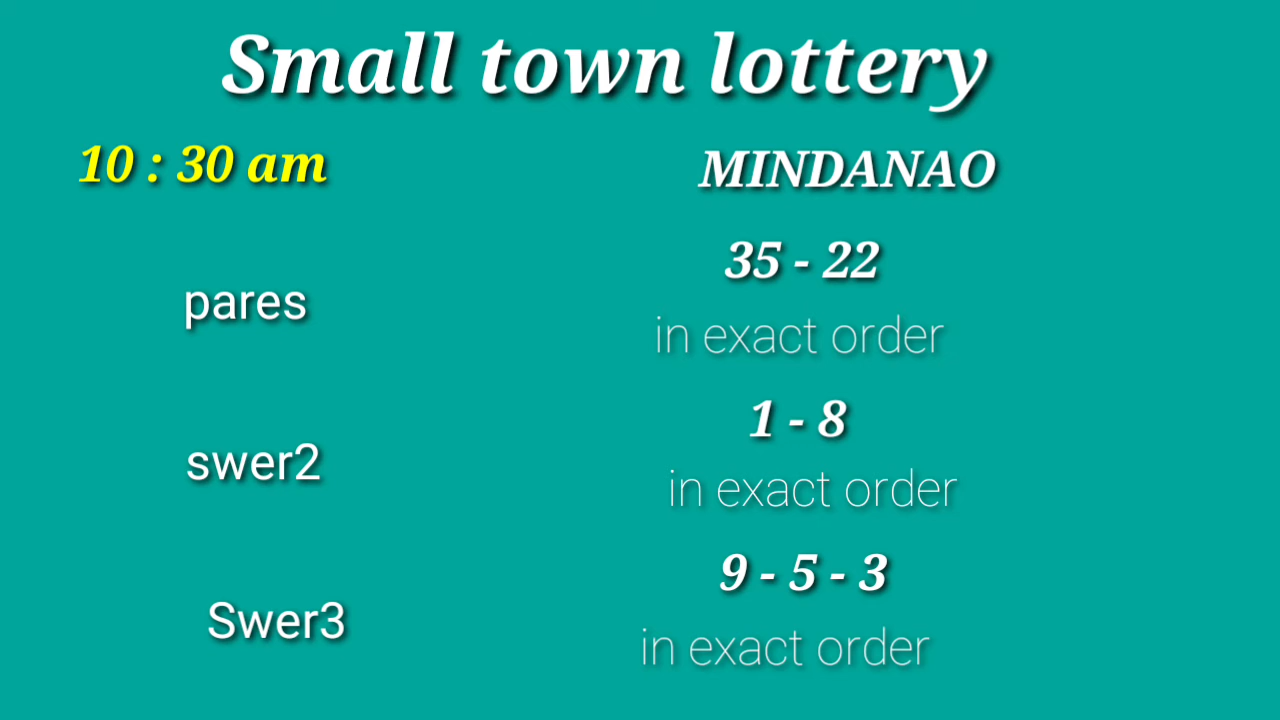 Small town lottery
10 : 30 am
MINDANAO
pares
35 - 22
in exact order
swer2
1 - 8
in exact order
Swer3
9 - 5 - 3
in exact order